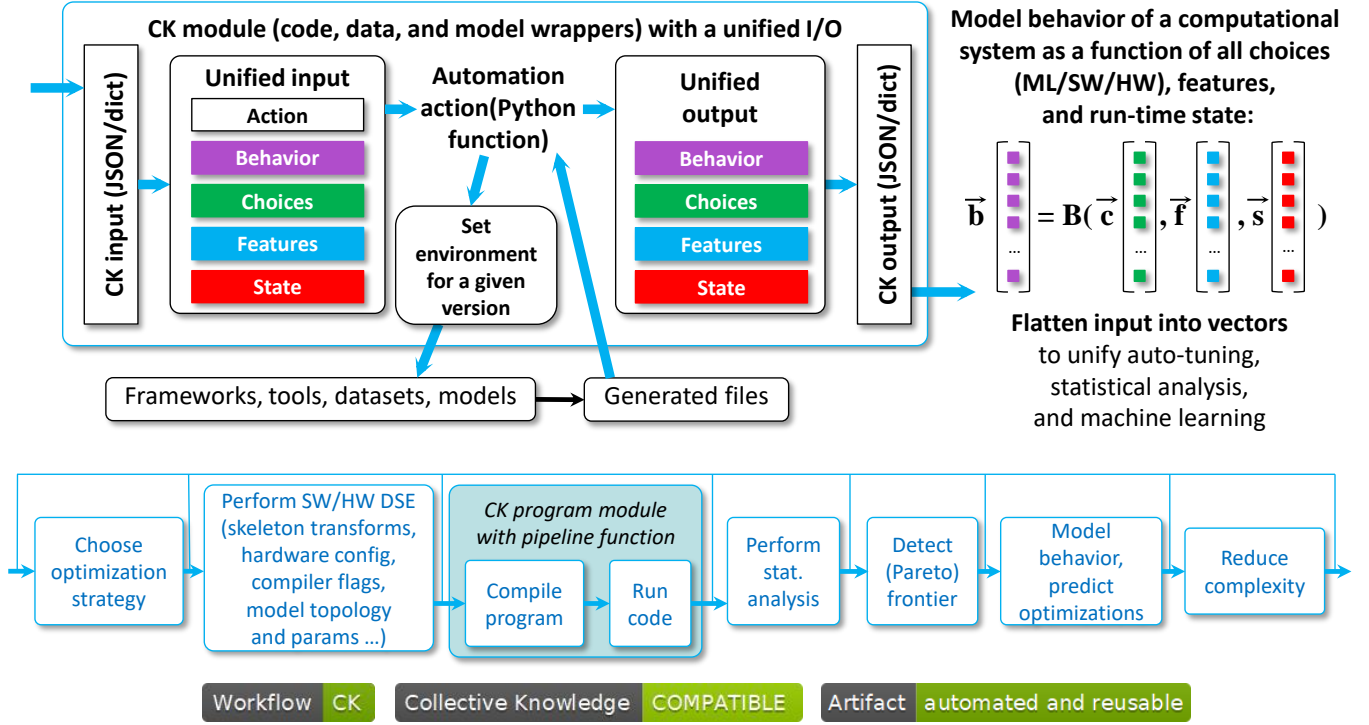 CK module (code, data, and model wrappers) with a unified I/O
CK input (JSON/dict)
Unified input
Action
Behavior
Choices
Features
State
Automation
action(Python
function)
Set
environment
for a given
version
Unified
output
Behavior
Choices
Features
State
CK output (JSON/dict)
Frameworks, tools, datasets, models
Generated files
Model behavior of a computational
system as a function of all choices
(ML/SW/HW), features,
and run-time state:
b = B( c , f , s )
...
...
...
...
Flatten input into vectors
to unify auto-tuning,
statistical analysis,
and machine learning
Choose
optimization
strategy
Perform SW/HW DSE
(skeleton transforms,
hardware config,
compiler flags,
model topology
and params ...)
CK program module
with pipeline function
Compile
program
Run
code
Perform
stat.
analysis
Detect
(Pareto)
frontier
Model
behavior,
predict
optimizations
Reduce
complexity
Workflow CK
Collective Knowledge COMPATIBLE
Artifact automated and reusable